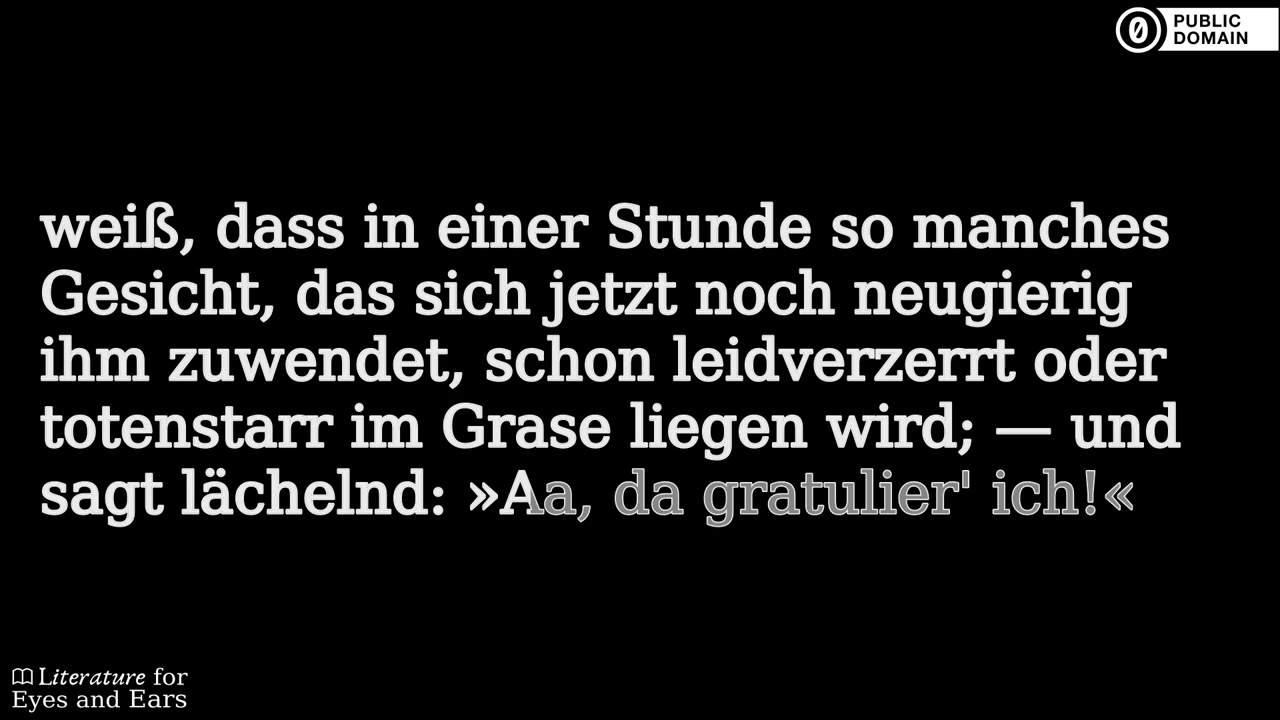 PUBLIC
DOMAIN
weiß, dass in einer Stunde so manches
Gesicht, das sich jetzt noch neugierig
ihm zuwendet, schon leidverzerrt oder
totenstarr im Grase liegen wird; — und
sagt lächelnd: »Aa, da gratulier' ich!«
Literature for
Eyes and Ears